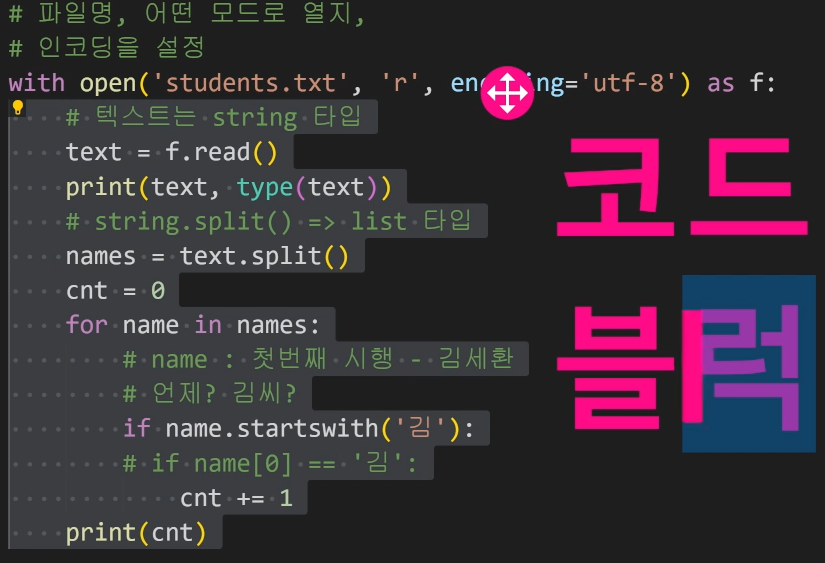 # 파일명, 어떤 모드로 열지,
# 인코딩을 설정
with open('students.txt', 'r', encoding='utf-8') as f:
# 텍스트는 string 타입
text = f.read()
print(text, type(text))
# string.split() => list 타입
names = text.split()
cnt = 0
for name in names:
# name : 첫번째 시행 - 김세환
# 언제? 김씨?
if name.startswith('김'):
# if name[0] == '김':
cnt += 1
print(cnt)
코드
블럭